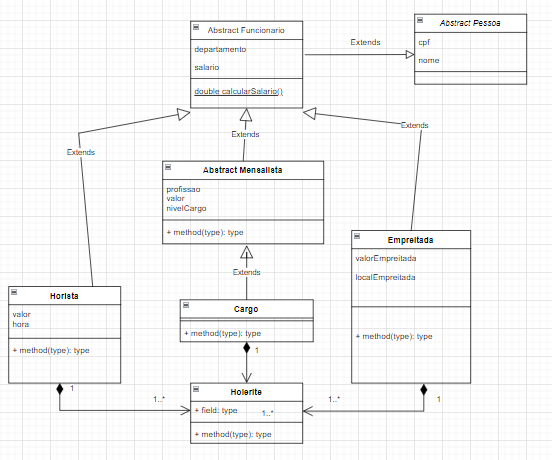 Abstract Funcionario
departamento
salario
double calcularSalario()
Extends
Abstract Pessoa
cpf
nome
Extends
Extends
Extends
Abstract Mensalista
profissao
valor
nivelCargo
+ method(type): type
Empreitada
valorEmpreitada
localEmpreitada
+ method(type): type
Extends
Horista
valor
hora
+ method(type): type
Cargo
+ method(type): type
1
1
1..*
Holerite
+ field: type
1..*
+ method(type): type
1..*
1